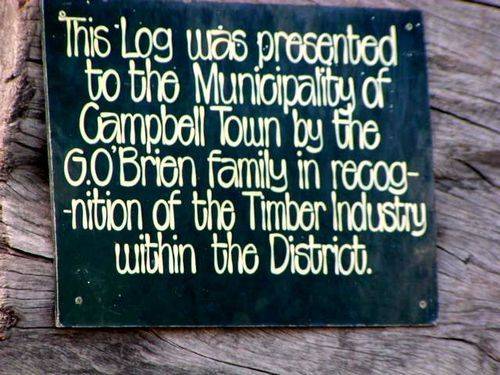 This Log was presented
to the Municipality of
Campbell Town by the
G.O'Brien family in recog-
-nition of the Timber Industry
within the District.